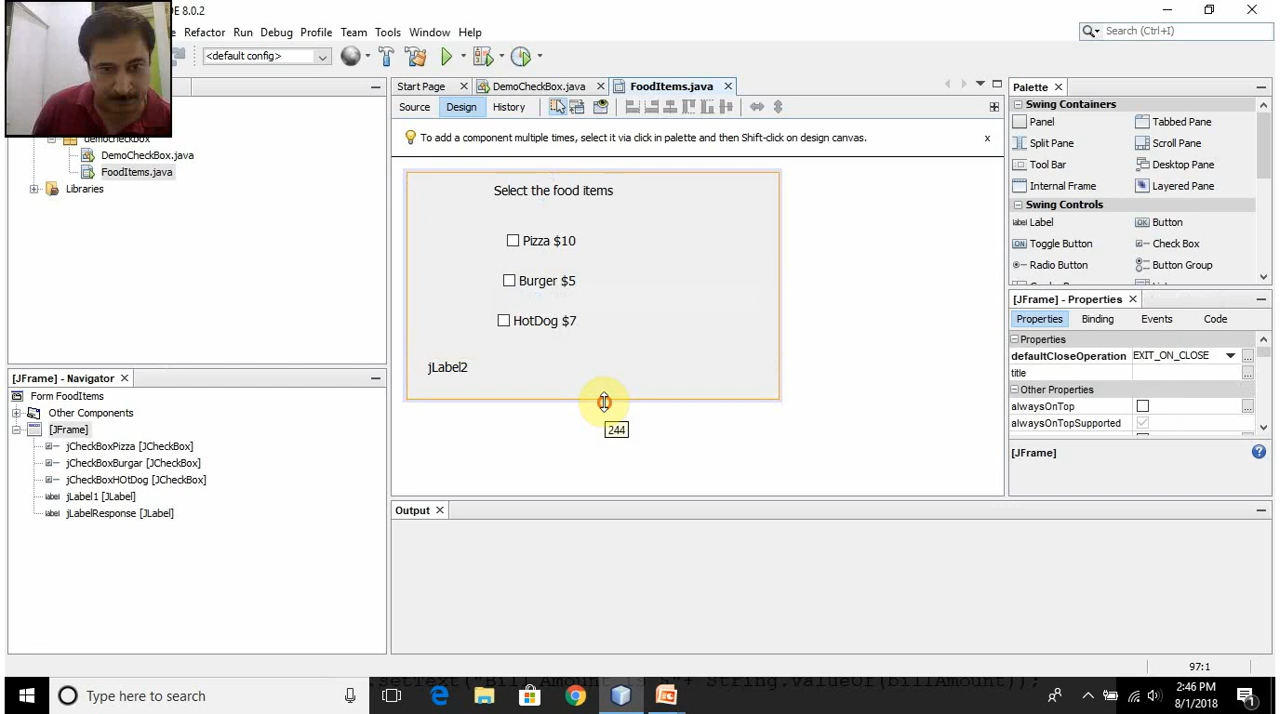 DE 8.0.2
Refactor Run Debug Profile Team Tools Window Help
Search (Ctrl+I)
<default config>
Start Page DemoCheckBox.java FoodItems.java
Source Design History
To add a component multiple times, select it via click in palette and then Shift-click on design canvas.
x
democheckbox
DemoCheckBox.java
FoodItems.java
Libraries
Select the food items
Pizza $10
Burger $5
HotDog $7
jLabel2
244
Palette
Swing Containers
Panel Tabbed Pane
Split Pane Scroll Pane
Tool Bar Desktop Pane
Internal Frame Layered Pane
Swing Controls
Label Button
Toggle Button Check Box
Radio Button Button Group
[JFrame] - Properties
Properties Binding Events Code
Properties
defaultCloseOperation EXIT_ON_CLOSE
title
Other Properties
alwaysOnTop
alwaysOnTopSupported
[JFrame]
[JFrame] - Navigator
Form FoodItems
Other Components
[JFrame]
jCheckBoxPizza [JCheckBox]
jCheckBoxBurgar [JCheckBox]
jCheckBoxHOtDog [JCheckBox]
jLabel1 [JLabel]
jLabelResponse [JLabel]
Output
97:1
Type here to search
2:46 PM
8/1/2018
1